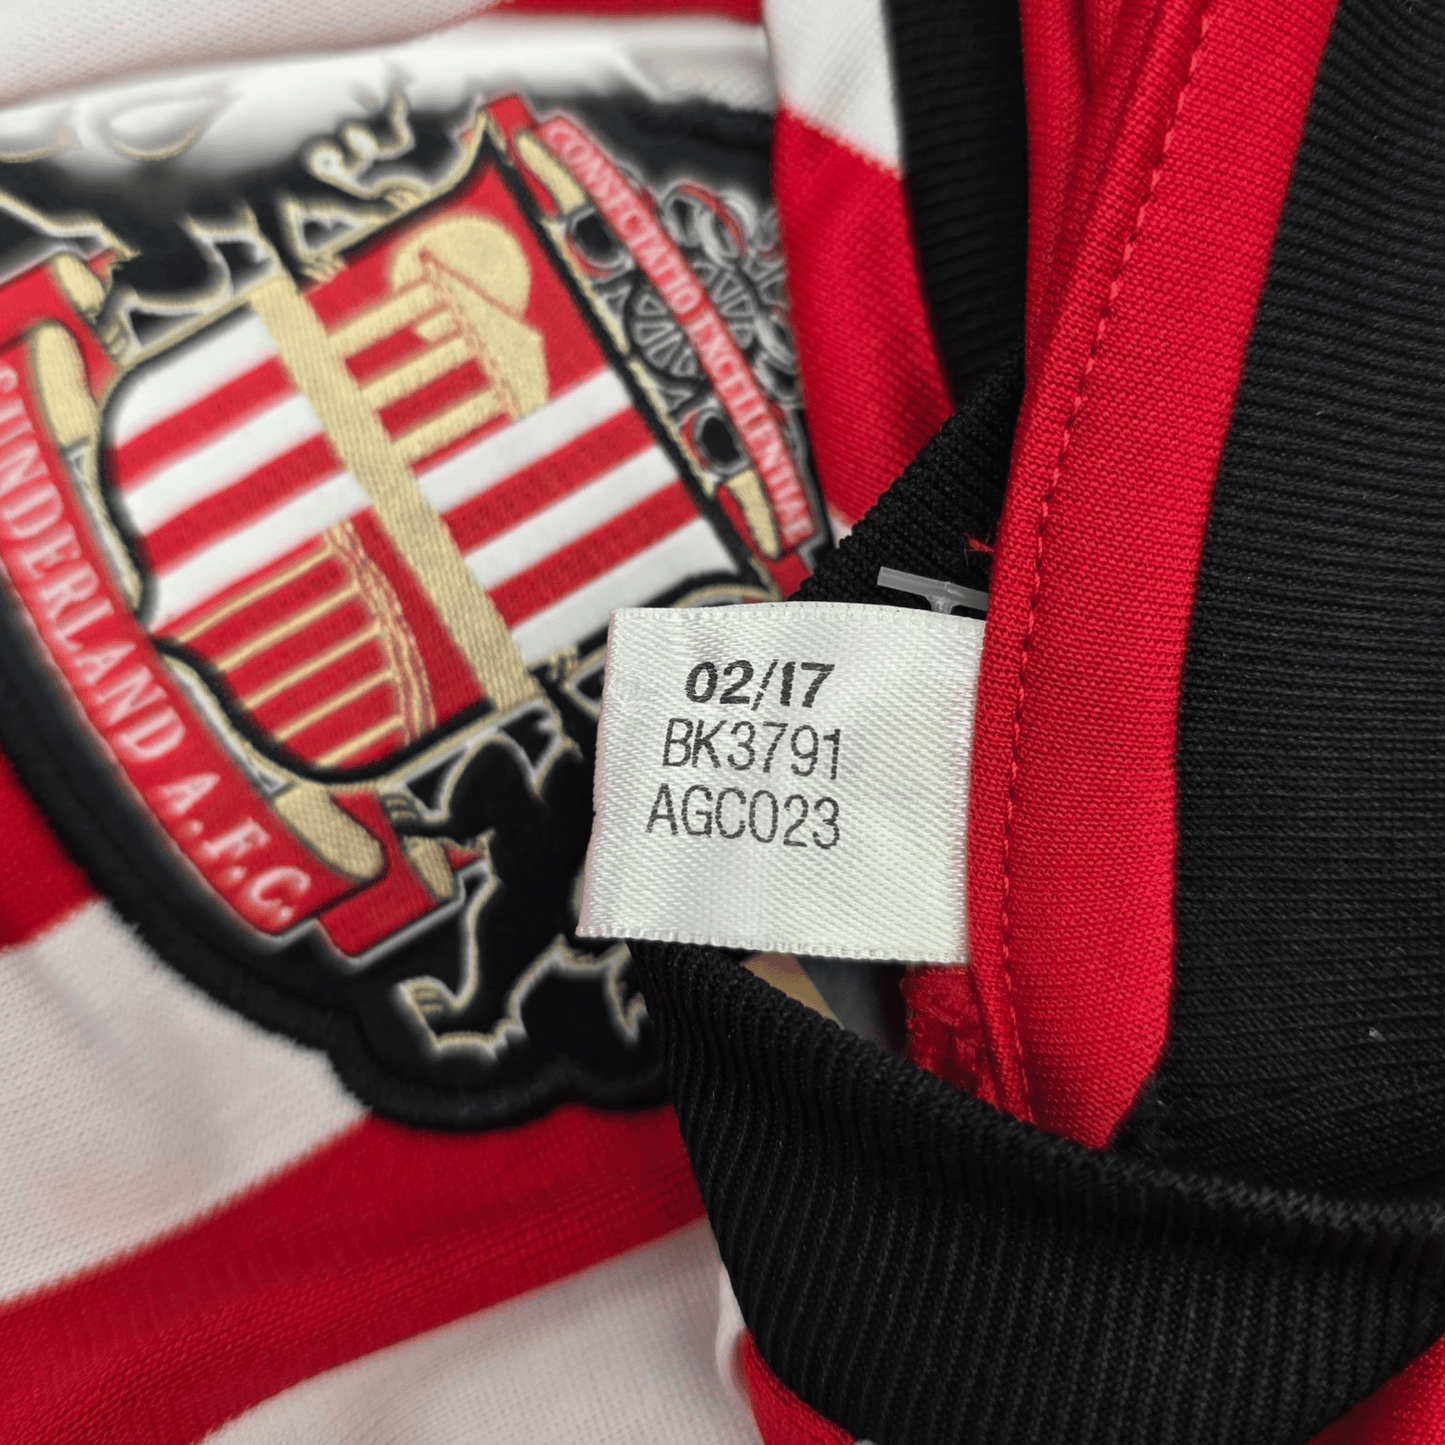 CONSECTATIO EXCELLENTIAE
SUNDERLAND A.F.C.
02/17
BK3791
AGC023